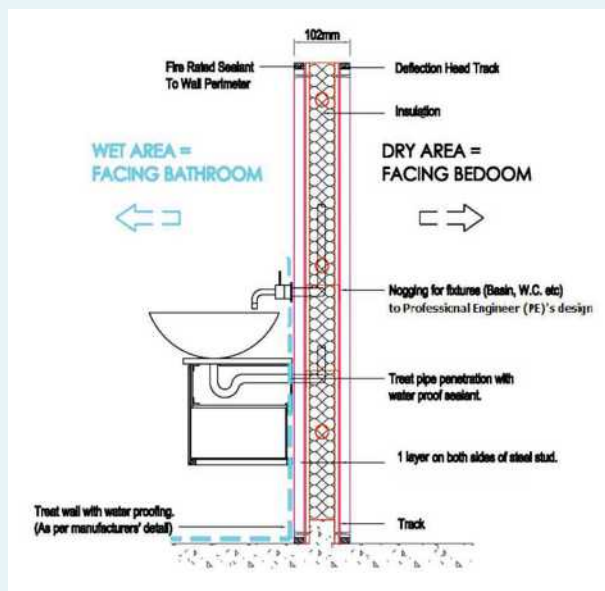 102mm
Fire Rated Sealant
To Wall Perimeter
Deflection Head Track
Insulation
WET AREA =
FACING BATHROOM
DRY AREA =
FACING BEDOOM
Nogging for fixtures (Basin, W.C. etc)
to Professional Engineer (PE)'s design
Treat pipe penetration with
water proof sealant.
1 layer on both sides of steel stud.
Treat wall with water proofing.
(As per manufacturers' detail)
Track